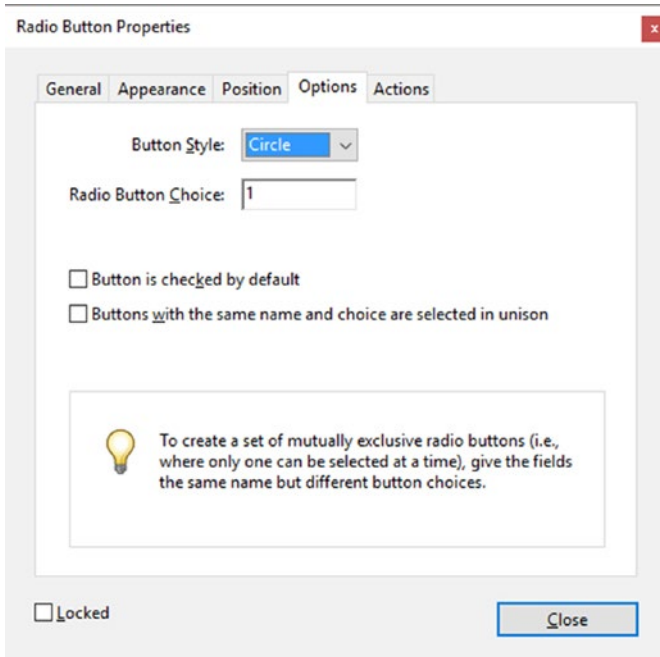 Radio Button Properties
x
General Appearance Position Options Actions
Button Style: Circle
Radio Button Choice: 1
Button is checked by default
Buttons with the same name and choice are selected in unison
To create a set of mutually exclusive radio buttons (i.e.,
where only one can be selected at a time), give the fields
the same name but different button choices.
Locked
Close